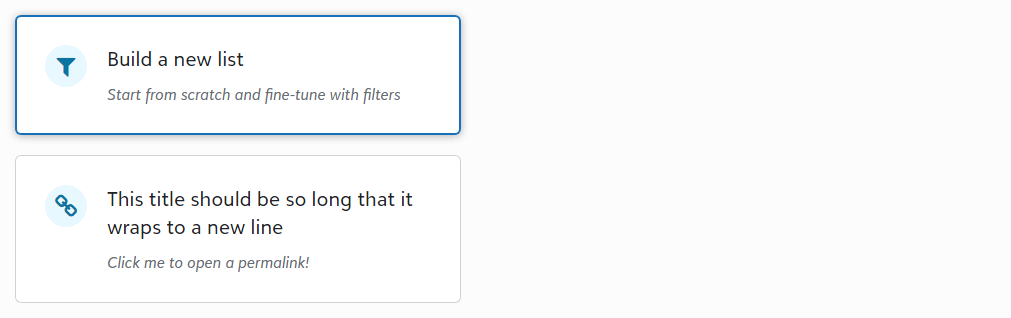 Build a new list
Start from scratch and fine-tune with filters
This title should be so long that it
wraps to a new line
Click me to open a permalink!